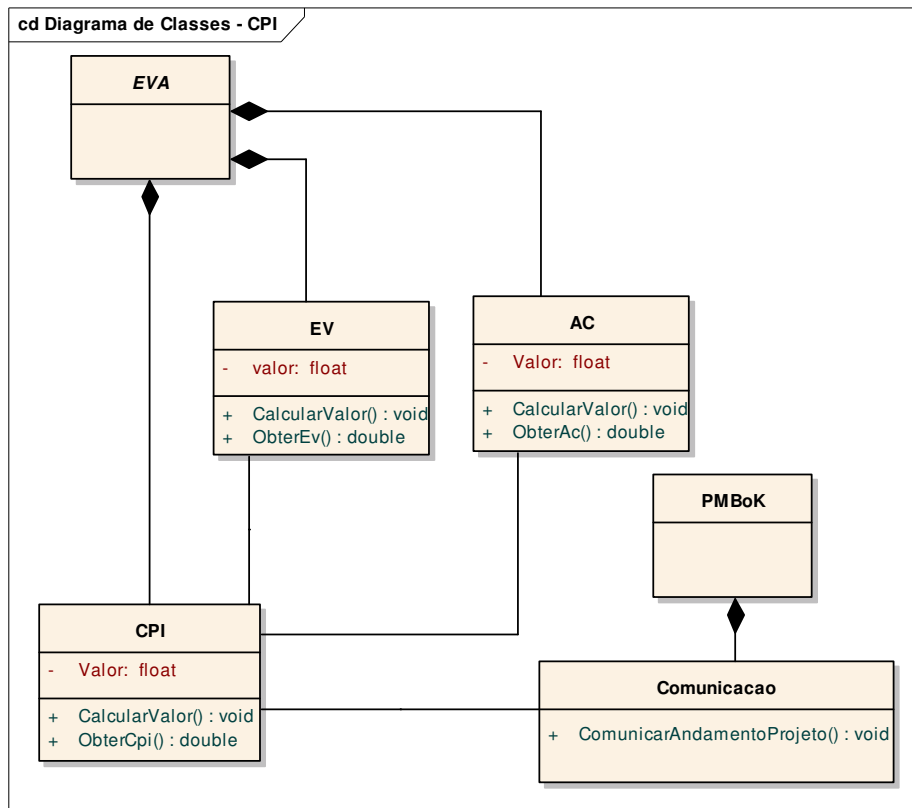 cd Diagrama de Classes - CPI
EVA
EV
- valor: float
+ CalcularValor() : void
+ ObterEv() : double
AC
- Valor: float
+ CalcularValor() : void
+ ObterAc() : double
PMBoK
CPI
- Valor: float
+ CalcularValor() : void
+ ObterCpi() : double
Comunicacao
+ ComunicarAndamentoProjeto() : void